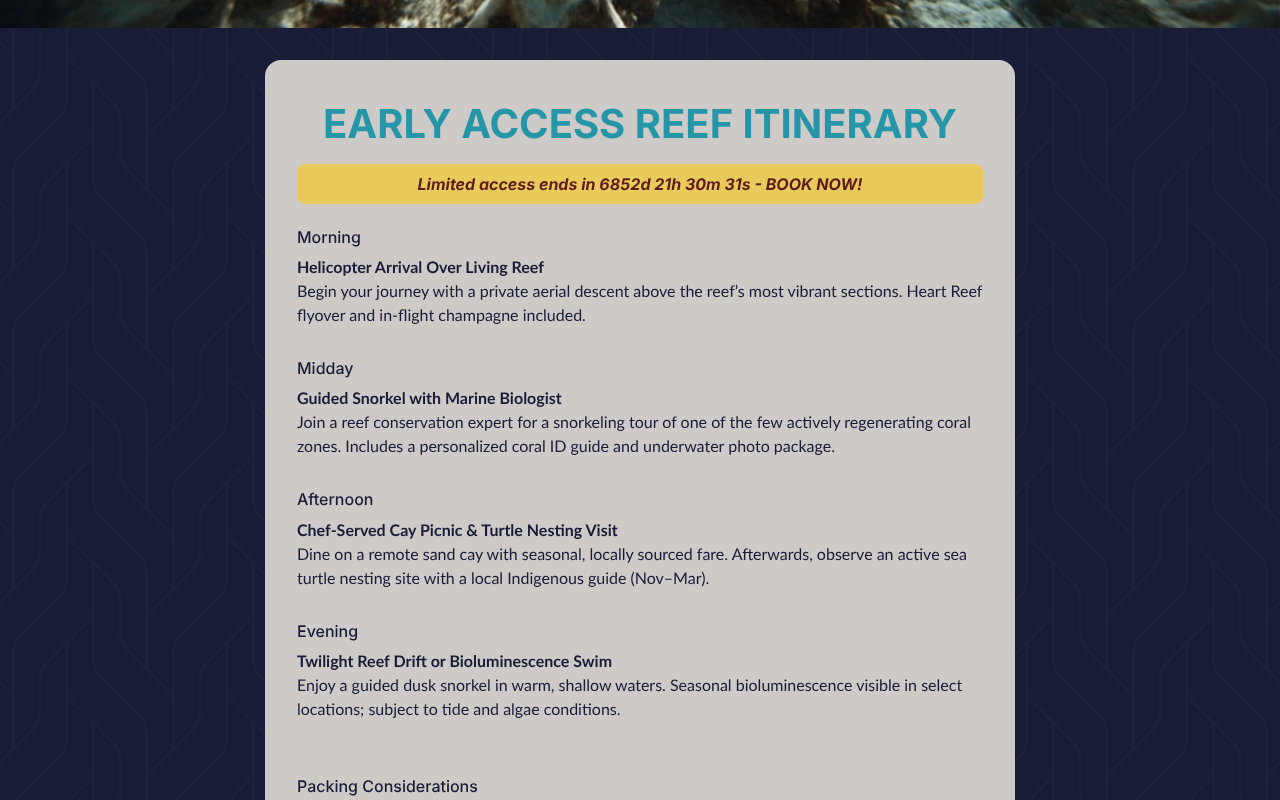 EARLY ACCESS REEF ITINERARY
Limited access ends in 6852d 21h 30m 31s - BOOK NOW!
Morning
Helicopter Arrival Over Living Reef
Begin your journey with a private aerial descent above the reef’s most vibrant sections. Heart Reef
flyover and in-flight champagne included.
Midday
Guided Snorkel with Marine Biologist
Join a reef conservation expert for a snorkeling tour of one of the few actively regenerating coral
zones. Includes a personalized coral ID guide and underwater photo package.
Afternoon
Chef-Served Cay Picnic & Turtle Nesting Visit
Dine on a remote sand cay with seasonal, locally sourced fare. Afterwards, observe an active sea
turtle nesting site with a local Indigenous guide (Nov–Mar).
Evening
Twilight Reef Drift or Bioluminescence Swim
Enjoy a guided dusk snorkel in warm, shallow waters. Seasonal bioluminescence visible in select
locations; subject to tide and algae conditions.
Packing Considerations